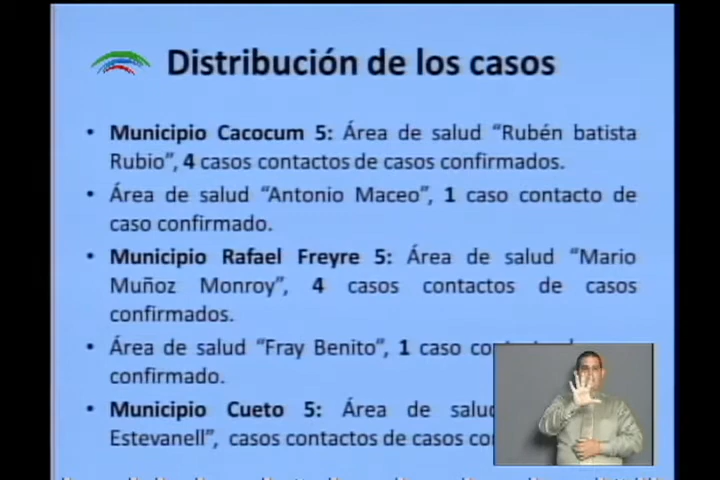 Distribución de los casos
• Municipio Cacocum 5: Área de salud “Rubén batista
Rubio”, 4 casos contactos de casos confirmados.
• Área de salud “Antonio Maceo”, 1 caso contacto de
caso confirmado.
• Municipio Rafael Freyre 5: Área de salud “Mario
Muñoz Monroy”, 4 casos contactos de casos
confirmados.
• Área de salud “Fray Benito”, 1 caso
confirmado.
• Municipio Cueto 5: Área de salud
Estevanell”, casos contactos de casos